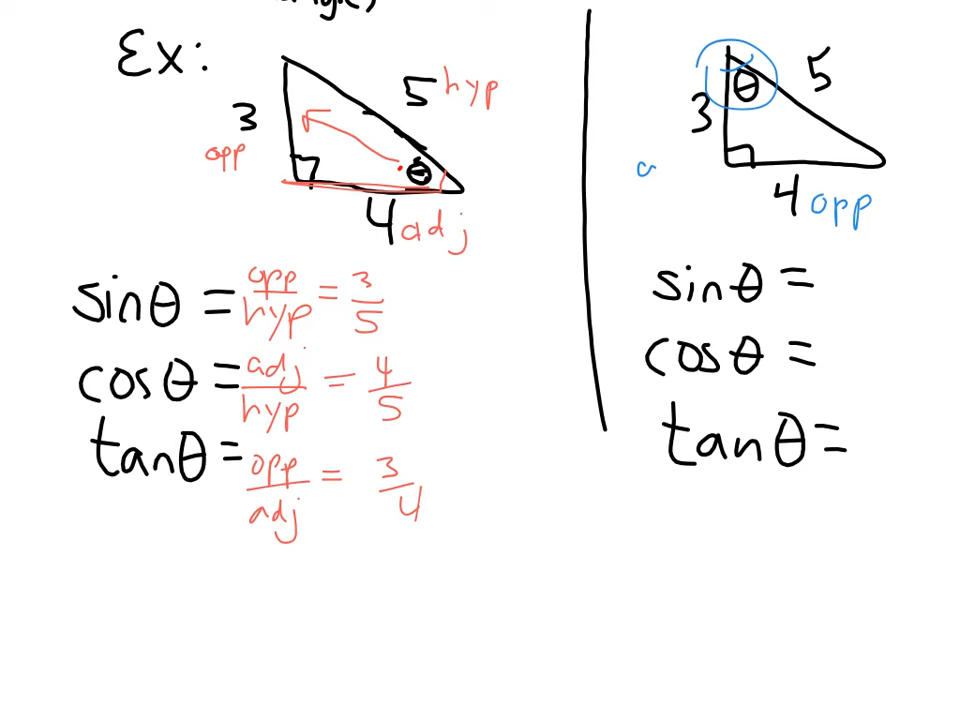 Ex:
3
opp
5 hyp
θ
4 adj
sinθ = opp/hyp = 3/5
cosθ = adj/hyp = 4/5
tanθ = opp/adj = 3/4
θ
5
3
a
4 opp
sinθ =
cosθ =
tanθ =